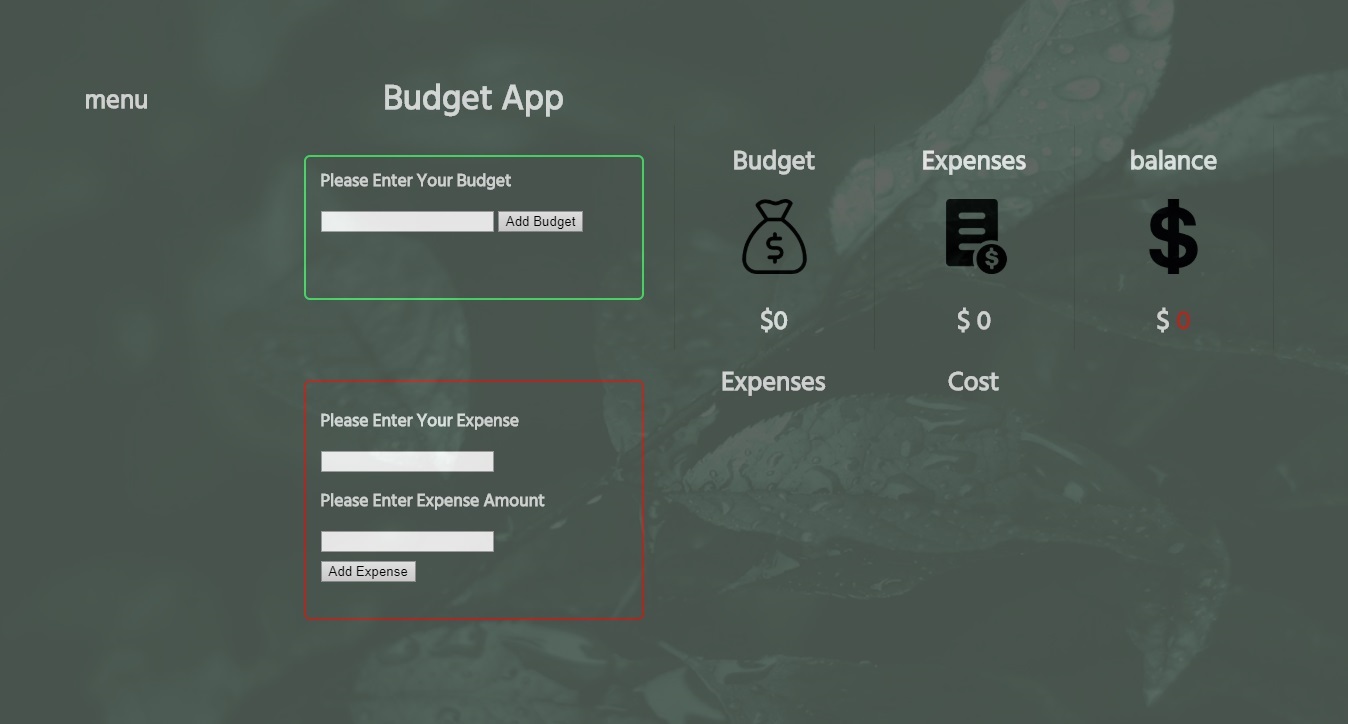 menu
Budget App
Please Enter Your Budget
Add Budget
Budget
Expenses
balance
$
$
$0
$ 0
$ 0
Please Enter Your Expense
Please Enter Expense Amount
Add Expense
Expenses
Cost